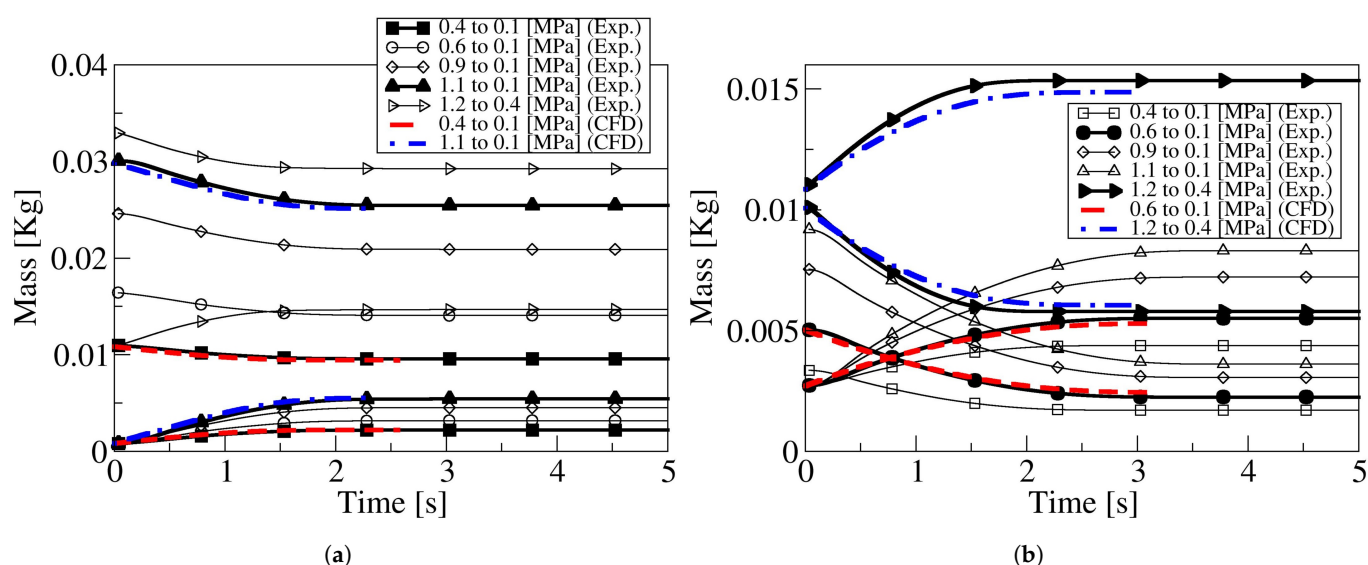 0.4 to 0.1 [MPa] (Exp.)
0.6 to 0.1 [MPa] (Exp.)
0.9 to 0.1 [MPa] (Exp.)
1.1 to 0.1 [MPa] (Exp.)
1.2 to 0.4 [MPa] (Exp.)
0.4 to 0.1 [MPa] (CFD)
1.1 to 0.1 [MPa] (CFD)
0.04
0.03
0.02
0.01
0
Mass [Kg]
0 1 2 3 4 5
Time [s]
(a)
0.4 to 0.1 [MPa] (Exp.)
0.6 to 0.1 [MPa] (Exp.)
0.9 to 0.1 [MPa] (Exp.)
1.1 to 0.1 [MPa] (Exp.)
1.2 to 0.4 [MPa] (Exp.)
0.6 to 0.1 [MPa] (CFD)
1.2 to 0.4 [MPa] (CFD)
0.015
0.01
0.005
0
Mass [Kg]
0 1 2 3 4 5
Time [s]
(b)